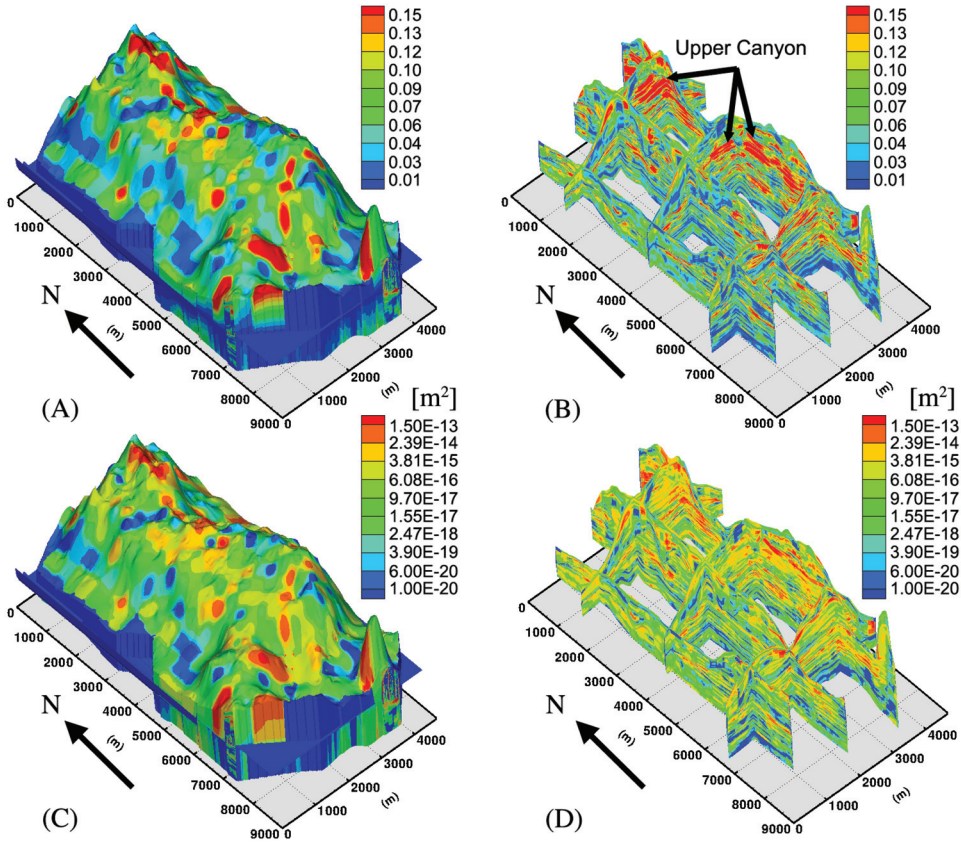 0.15
0.13
0.12
0.10
0.09
0.07
0.06
0.04
0.03
0.01
0
1000
2000
3000
4000
5000
6000
7000
8000
9000 0
1000
2000
3000
4000
(m)
(m)
N
(A)
Upper Canyon
0.15
0.13
0.12
0.10
0.09
0.07
0.06
0.04
0.03
0.01
0
1000
2000
3000
4000
5000
6000
7000
8000
9000 0
1000
2000
3000
4000
(m)
(m)
N
(B)
[m²]
1.50E-13
2.39E-14
3.81E-15
6.08E-16
9.70E-17
1.55E-17
2.47E-18
3.90E-19
6.00E-20
1.00E-20
0
1000
2000
3000
4000
5000
6000
7000
8000
9000 0
1000
2000
3000
4000
(m)
(m)
N
(C)
[m²]
1.50E-13
2.39E-14
3.81E-15
6.08E-16
9.70E-17
1.55E-17
2.47E-18
3.90E-19
6.00E-20
1.00E-20
0
1000
2000
3000
4000
5000
6000
7000
8000
9000 0
1000
2000
3000
4000
(m)
(m)
N
(D)